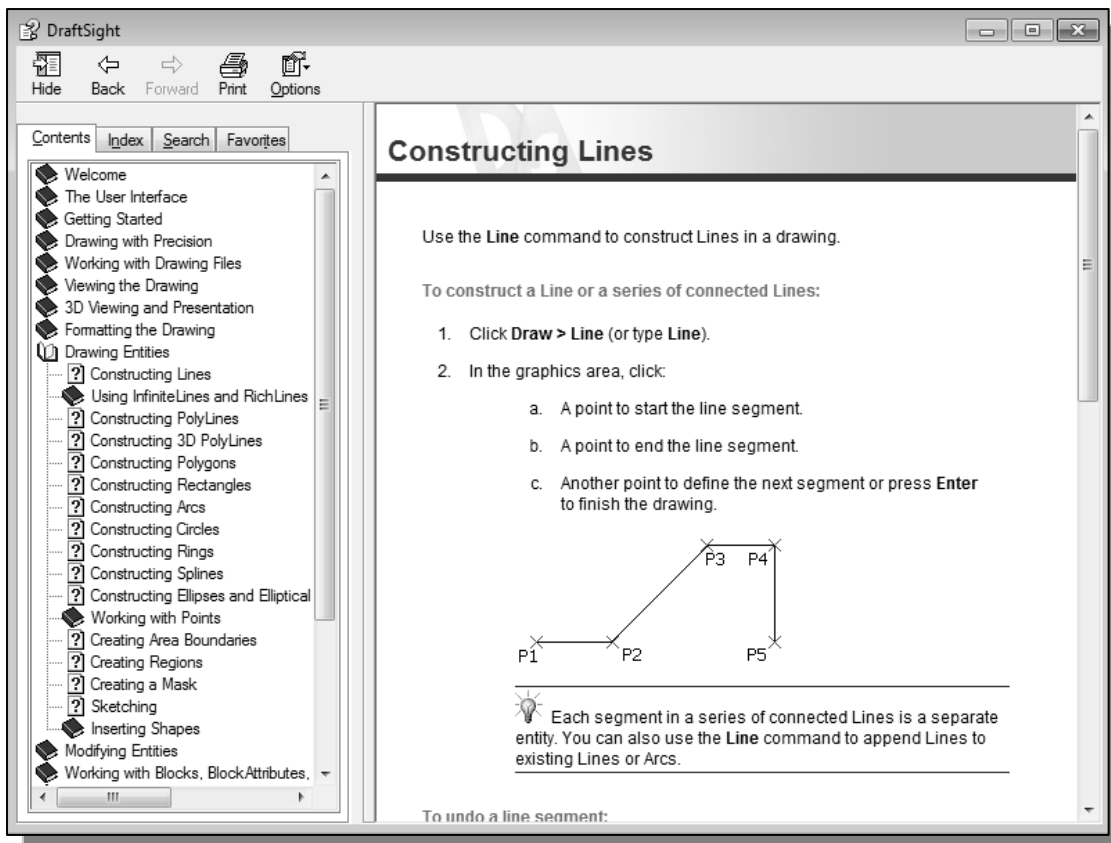 DraftSight
Hide Back Forward Print Options
Contents Index Search Favorites
Welcome
The User Interface
Getting Started
Drawing with Precision
Working with Drawing Files
Viewing the Drawing
3D Viewing and Presentation
Formatting the Drawing
Drawing Entities
Constructing Lines
Using InfiniteLines and RichLines
Constructing PolyLines
Constructing 3D PolyLines
Constructing Polygons
Constructing Rectangles
Constructing Arcs
Constructing Circles
Constructing Rings
Constructing Splines
Constructing Ellipses and Elliptical
Working with Points
Creating Area Boundaries
Creating Regions
Creating a Mask
Sketching
Inserting Shapes
Modifying Entities
Working with Blocks, BlockAttributes,
Constructing Lines
Use the Line command to construct Lines in a drawing.
To construct a Line or a series of connected Lines:
1. Click Draw > Line (or type Line).
2. In the graphics area, click:
a. A point to start the line segment.
b. A point to end the line segment.
c. Another point to define the next segment or press Enter
to finish the drawing.
P3 P4
P1 P2 P5
Each segment in a series of connected Lines is a separate
entity. You can also use the Line command to append Lines to
existing Lines or Arcs.
To undo a line segment: